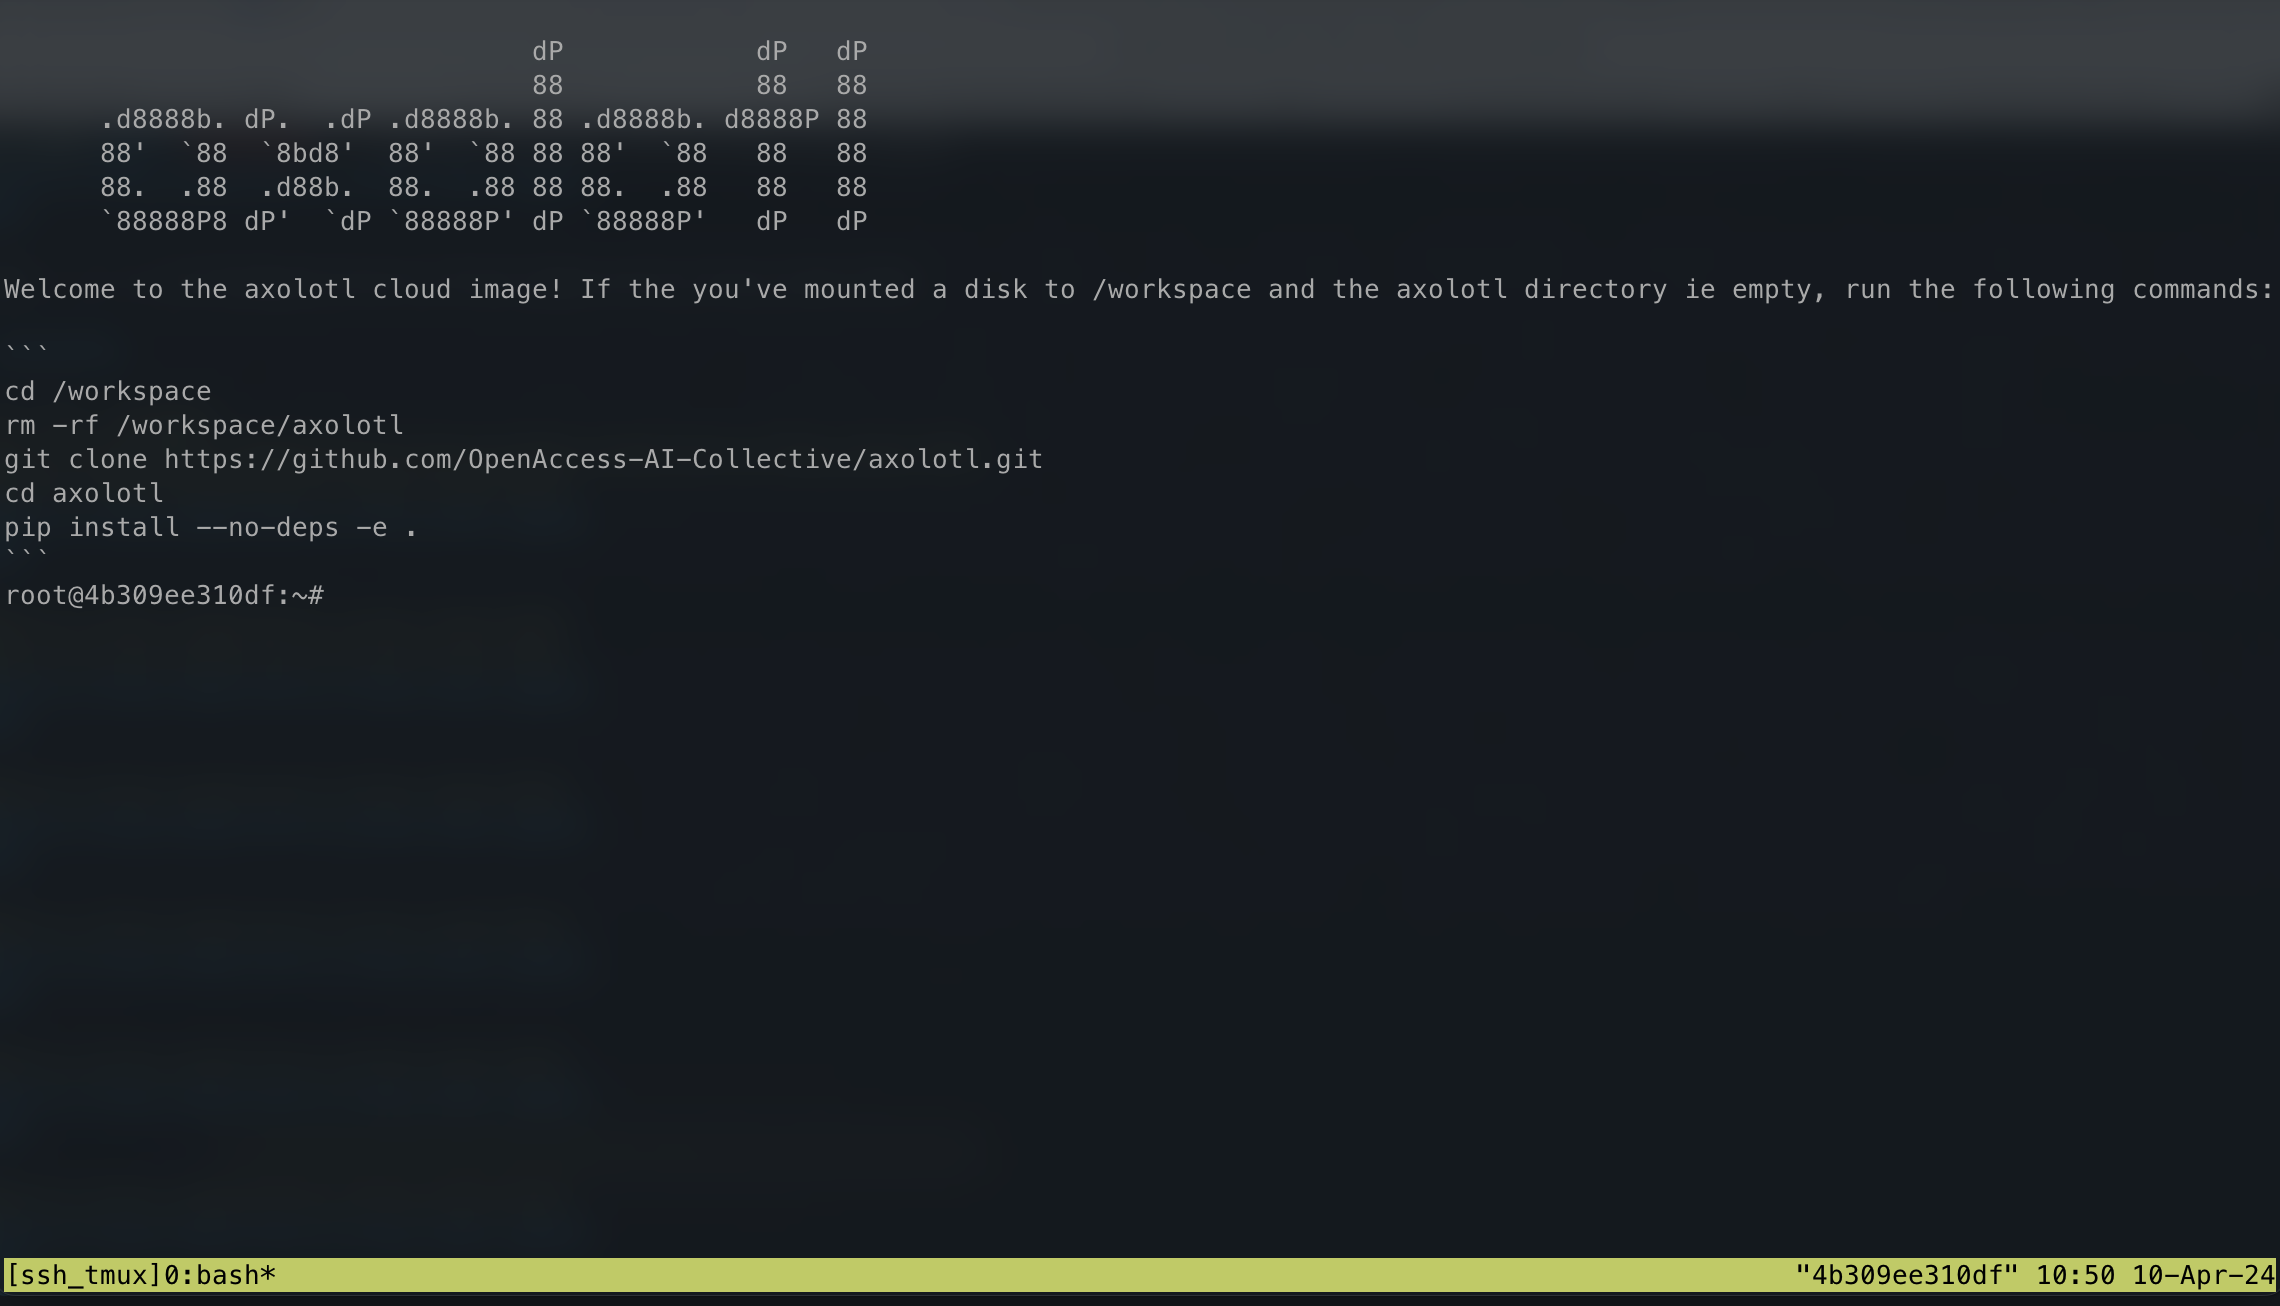 dP            dP   dP
                                 88            88   88
      .d8888b. dP.  .dP .d8888b. 88 .d8888b. d8888P 88
      88'  `88  `8bd8'  88'  `88 88 88'  `88   88   88
      88.  .88  .d88b.  88.  .88 88 88.  .88   88   88
      `88888P8 dP'  `dP `88888P' dP `88888P'   dP   dP
Welcome to the axolotl cloud image! If the you've mounted a disk to /workspace and the axolotl directory ie empty, run the following commands:
```
cd /workspace
rm -rf /workspace/axolotl
git clone https://github.com/OpenAccess-AI-Collective/axolotl.git
cd axolotl
pip install --no-deps -e .
```
root@4b309ee310df:~#
[ssh_tmux]0:bash* "4b309ee310df" 10:50 10-Apr-24